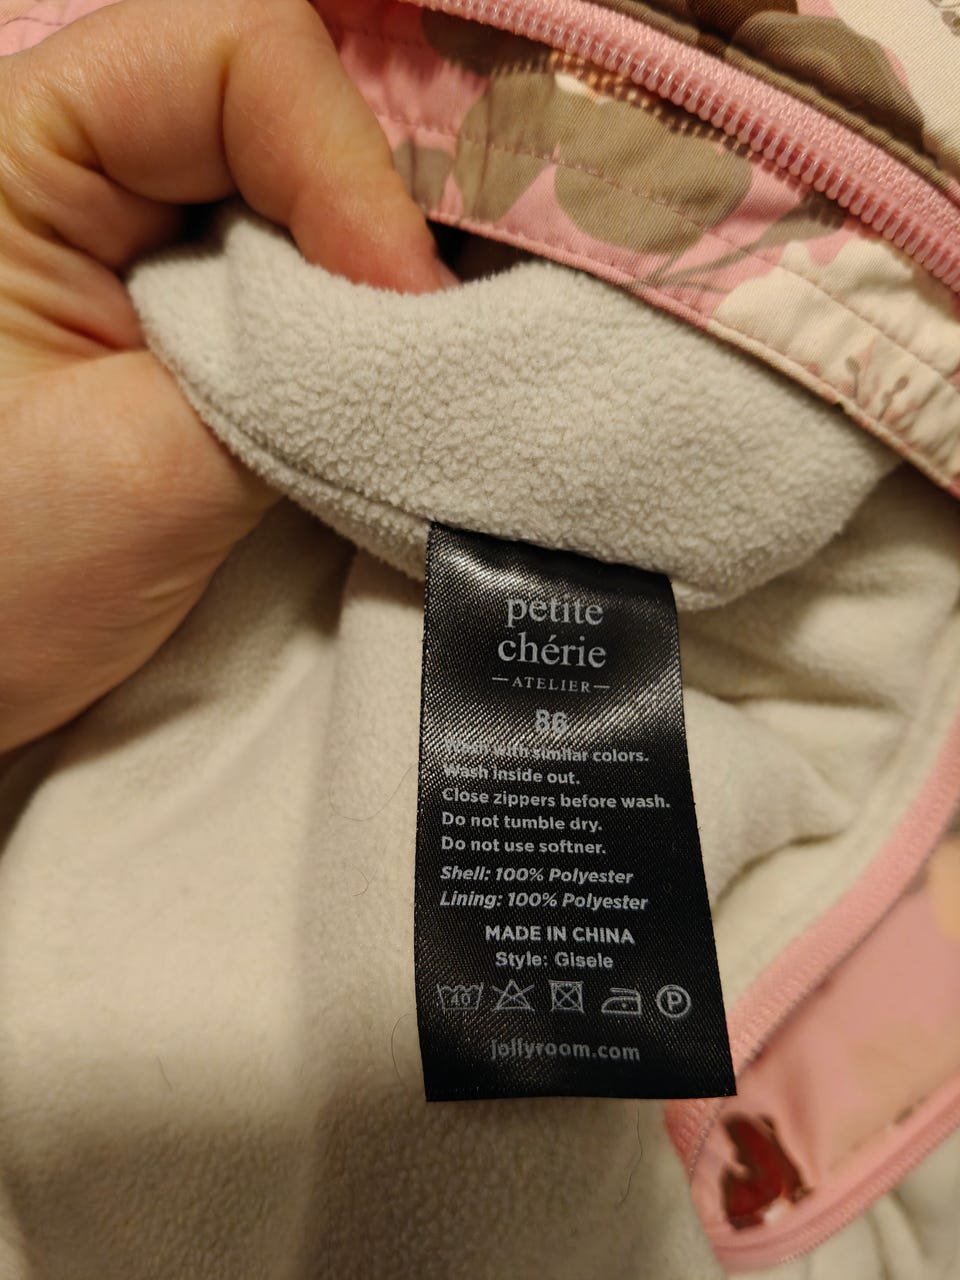 petite
chérie
ATELIER
86
Wash with similar colors.
Wash inside out.
Close zippers before wash.
Do not tumble dry.
Do not use softner.
Shell: 100% Polyester
Lining: 100% Polyester
MADE IN CHINA
Style: Gisele
40 P
jollyroom.com